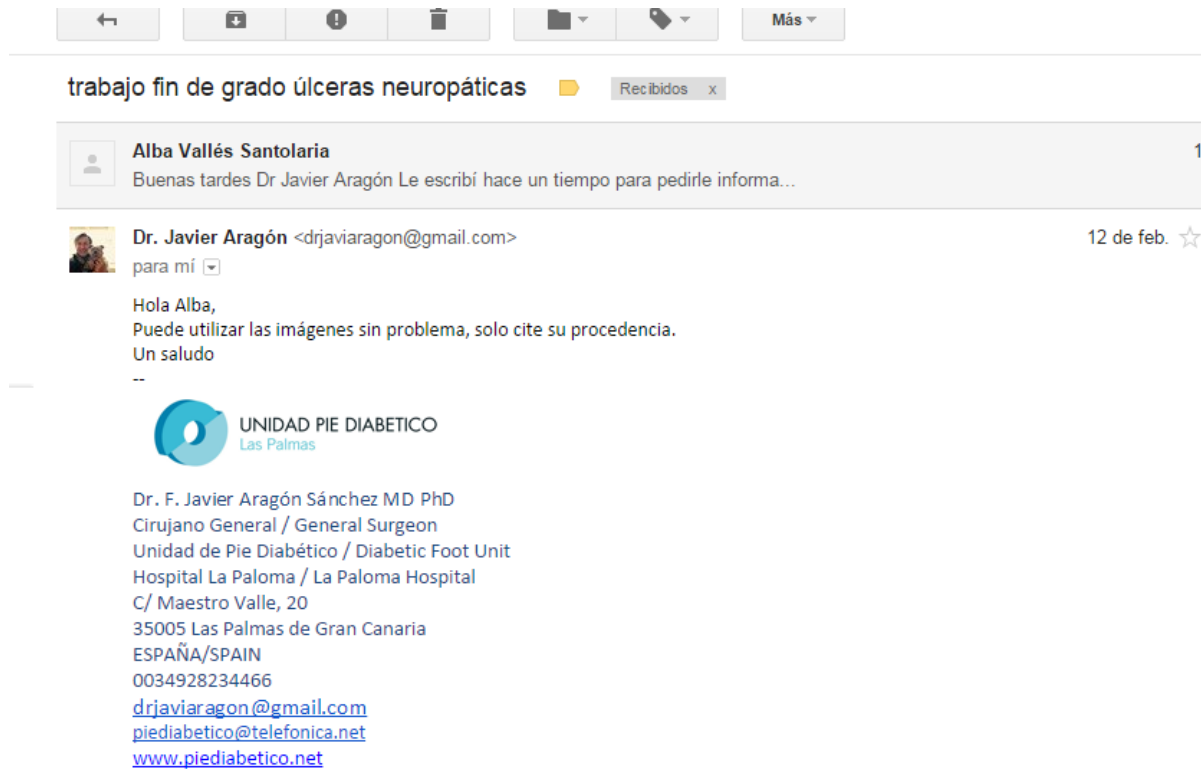 Más
trabajo fin de grado úlceras neuropáticas
Recibidos x
Alba Vallés Santolaria 1
Buenas tardes Dr Javier Aragón Le escribí hace un tiempo para pedirle informa...
Dr. Javier Aragón <drjaviaragon@gmail.com> 12 de feb.
para mí
Hola Alba,
Puede utilizar las imágenes sin problema, solo cite su procedencia.
Un saludo
--
UNIDAD PIE DIABETICO
Las Palmas
Dr. F. Javier Aragón Sánchez MD PhD
Cirujano General / General Surgeon
Unidad de Pie Diabético / Diabetic Foot Unit
Hospital La Paloma / La Paloma Hospital
C/ Maestro Valle, 20
35005 Las Palmas de Gran Canaria
ESPAÑA/SPAIN
0034928234466
drjaviaragon@gmail.com
piediabetico@telefonica.net
www.piediabetico.net